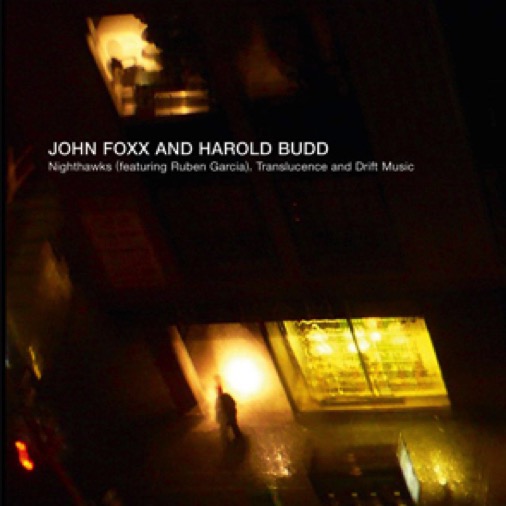 JOHN FOXX AND HAROLD BUDD
Nighthawks (featuring Ruben Garcia), Translucence and Drift Music